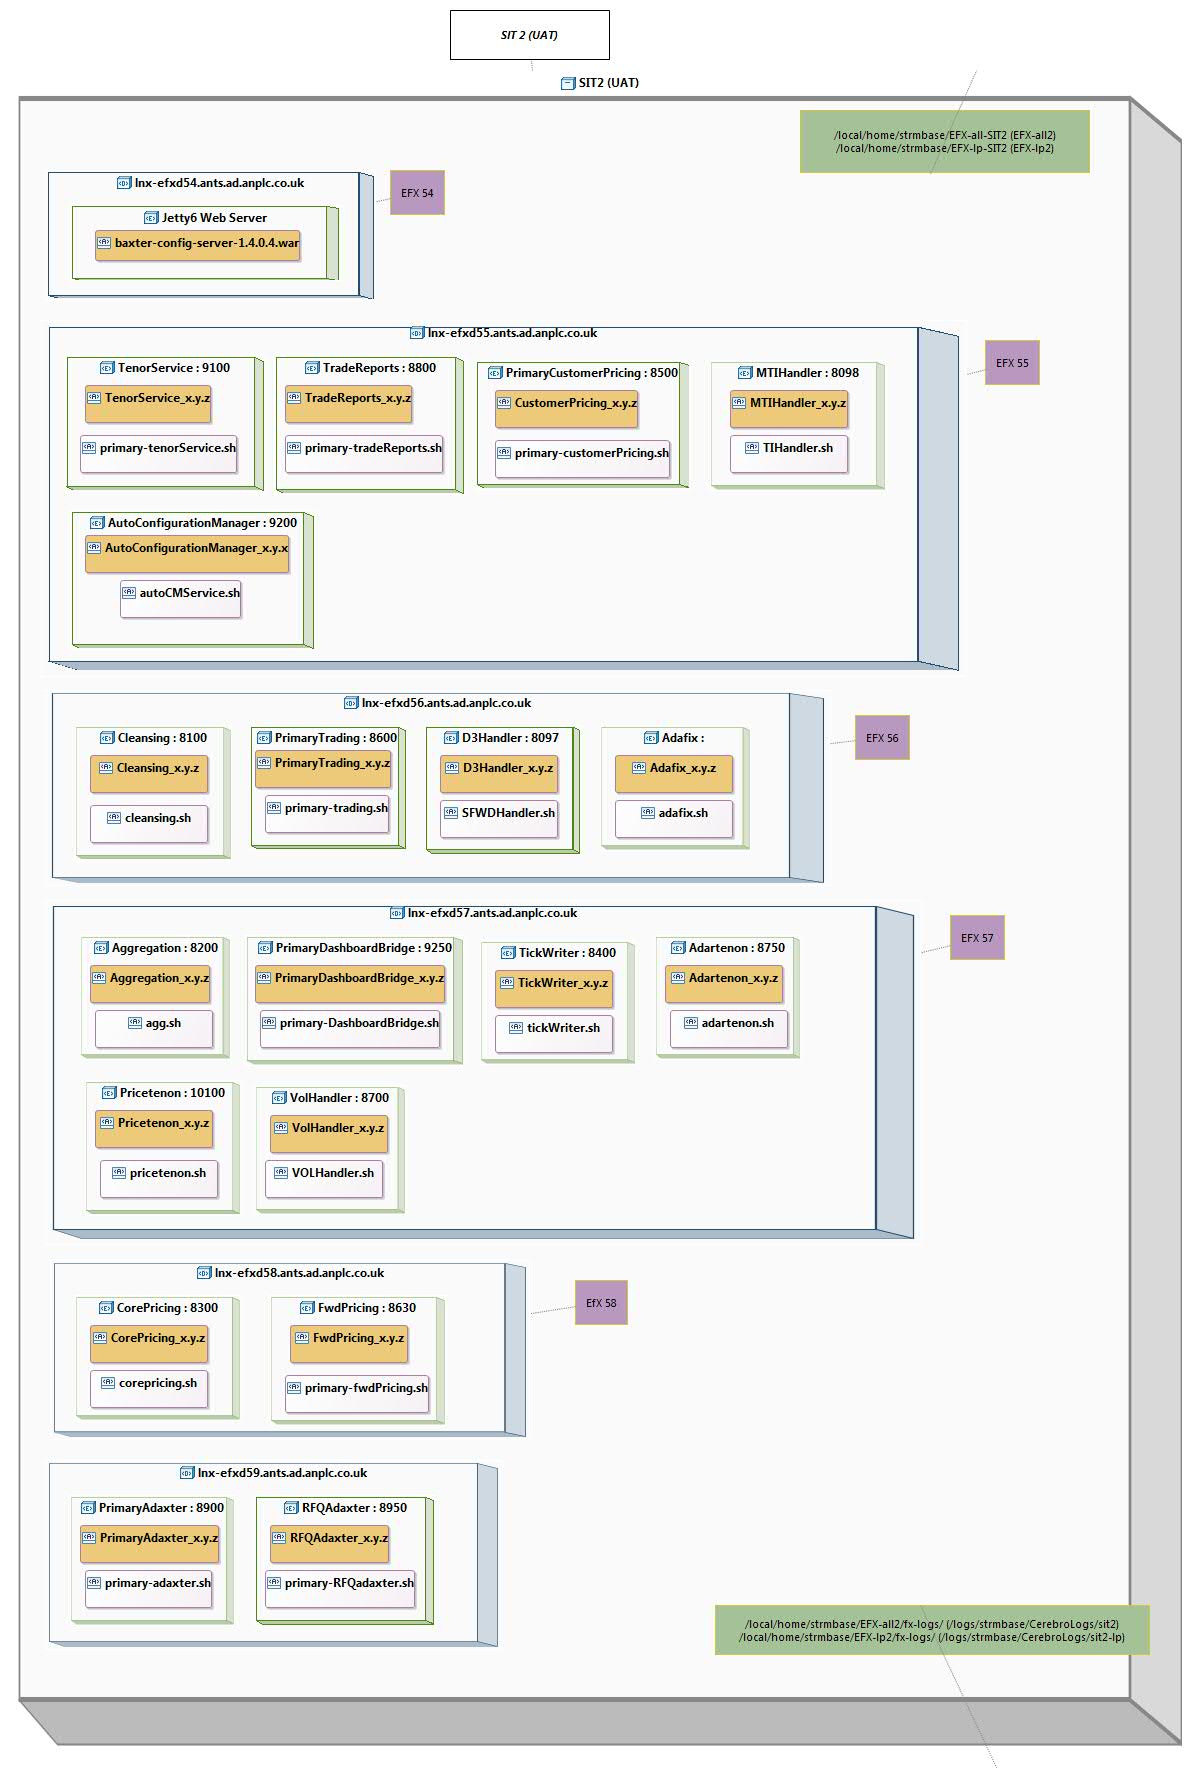 SIT 2 (UAT)
SIT2 (UAT)
/local/home/strmbase/EFX-all-SIT2 (EFX-all2)
/local/home/strmbase/EFX-lp-SIT2 (EFX-lp2)
lnx-efxd54.ants.ad.anplc.co.uk
EFX 54
Jetty6 Web Server
baxter-config-server-1.4.0.4.war
lnx-efxd55.ants.ad.anplc.co.uk
EFX 55
TenorService : 9100
TenorService_x.y.z
primary-tenorService.sh
TradeReports : 8800
TradeReports_x.y.z
primary-tradeReports.sh
PrimaryCustomerPricing : 8500
CustomerPricing_x.y.z
primary-customerPricing.sh
MTIHandler : 8098
MTIHandler_x.y.z
TIHandler.sh
AutoConfigurationManager : 9200
AutoConfigurationManager_x.y.x
autoCMService.sh
lnx-efxd56.ants.ad.anplc.co.uk
EFX 56
Cleansing : 8100
Cleansing_x.y.z
cleansing.sh
PrimaryTrading : 8600
PrimaryTrading_x.y.z
primary-trading.sh
D3Handler : 8097
D3Handler_x.y.z
SFWDHandler.sh
Adafix :
Adafix_x.y.z
adafix.sh
lnx-efxd57.ants.ad.anplc.co.uk
EFX 57
Aggregation : 8200
Aggregation_x.y.z
agg.sh
PrimaryDashboardBridge : 9250
PrimaryDashboardBridge_x.y.z
primary-DashboardBridge.sh
TickWriter : 8400
TickWriter_x.y.z
tickWriter.sh
Adartenon : 8750
Adartenon_x.y.z
adartenon.sh
Pricetenon : 10100
Pricetenon_x.y.z
pricetenon.sh
VolHandler : 8700
VolHandler_x.y.z
VOLHandler.sh
lnx-efxd58.ants.ad.anplc.co.uk
EfX 58
CorePricing : 8300
CorePricing_x.y.z
corepricing.sh
FwdPricing : 8630
FwdPricing_x.y.z
primary-fwdPricing.sh
lnx-efxd59.ants.ad.anplc.co.uk
PrimaryAdaxter : 8900
PrimaryAdaxter_x.y.z
primary-adaxter.sh
RFQAdaxter : 8950
RFQAdaxter_x.y.z
primary-RFQadaxter.sh
/local/home/strmbase/EFX-all2/fx-logs/ (/logs/strmbase/CerebroLogs/sit2)
/local/home/strmbase/EFX-lp2/fx-logs/ (/logs/strmbase/CerebroLogs/sit2-lp)